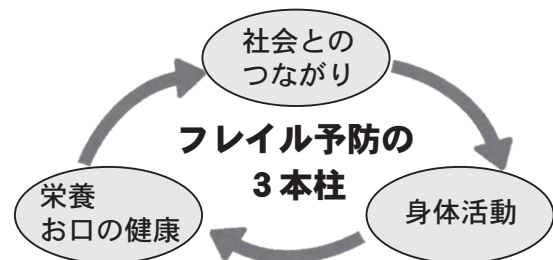 社会との
つながり
フレイル予防の
3本柱
栄養
お口の健康
身体活動